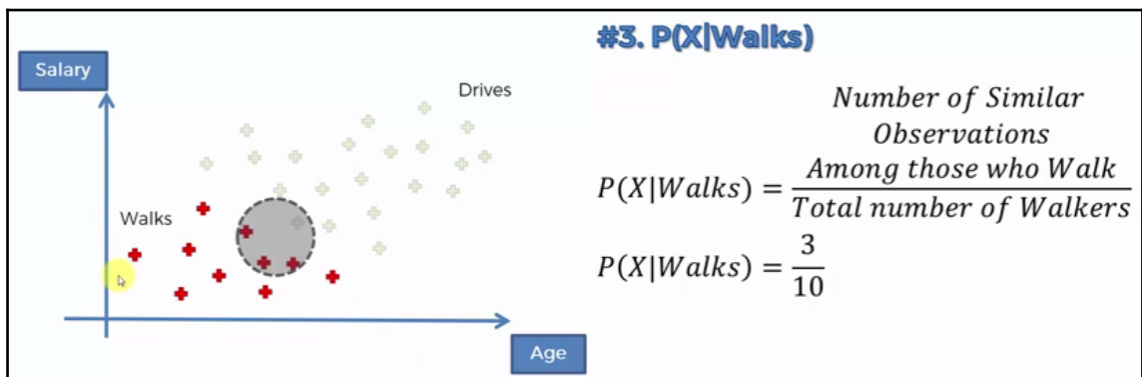 #3. P(X|Walks)
Salary
Drives
Walks
Age
Number of Similar
Observations
Among those who Walk
P(X|Walks) =
Total number of Walkers
P(X|Walks) = 3/10